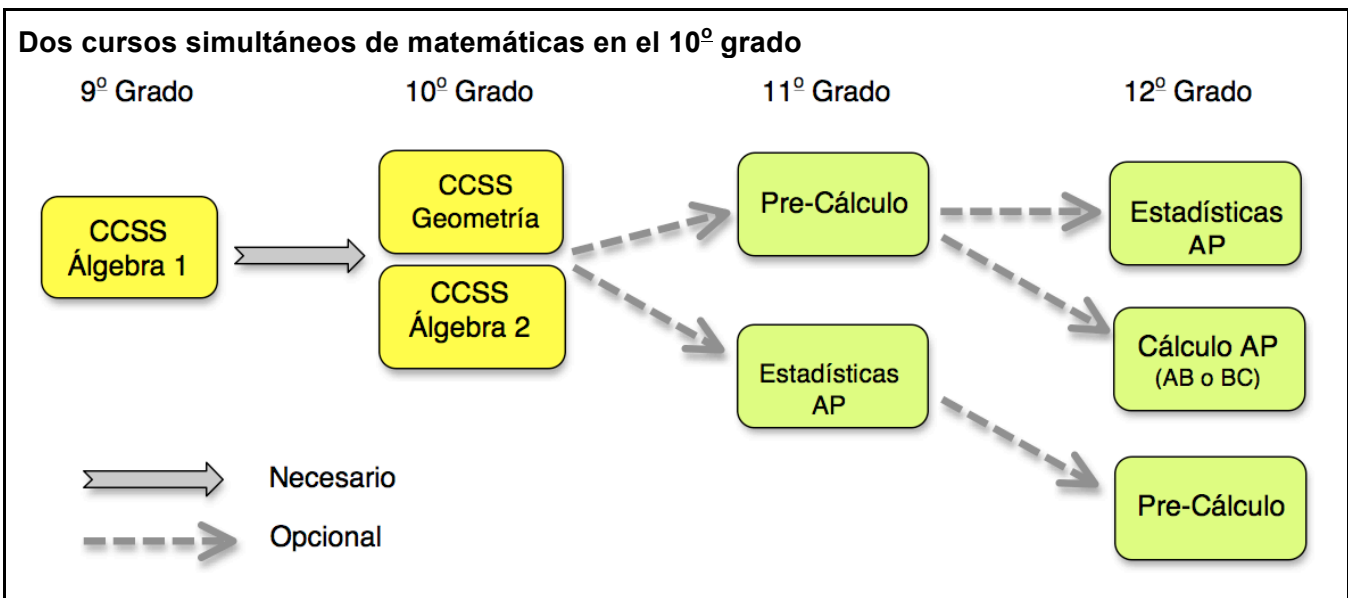 Dos cursos simultáneos de matemáticas en el 10º grado
9º Grado
10º Grado
11º Grado
12º Grado
CCSS
Álgebra 1
CCSS
Geometría
CCSS
Álgebra 2
Pre-Cálculo
Estadísticas
AP
Estadísticas
AP
Cálculo AP
(AB o BC)
Pre-Cálculo
Necesario
Opcional